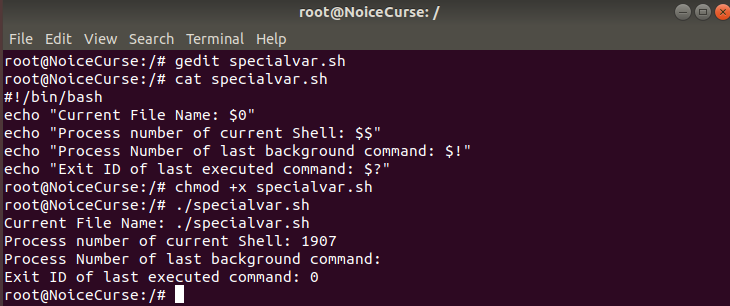 root@NoiceCurse: /
File Edit View Search Terminal Help
root@NoiceCurse:/# gedit specialvar.sh
root@NoiceCurse:/# cat specialvar.sh
#!/bin/bash
echo "Current File Name: $0"
echo "Process number of current Shell: $$"
echo "Process Number of last background command: $!"
echo "Exit ID of last executed command: $?"
root@NoiceCurse:/# chmod +x specialvar.sh
root@NoiceCurse:/# ./specialvar.sh
Current File Name: ./specialvar.sh
Process number of current Shell: 1907
Process Number of last background command:
Exit ID of last executed command: 0
root@NoiceCurse:/#